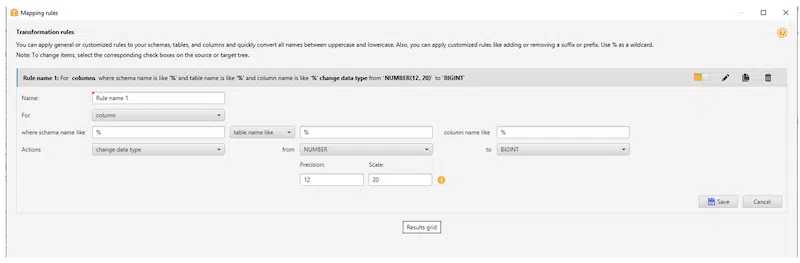 Mapping rules
Transformation rules
You can apply general or customized rules to your schemas, tables, and columns and quickly convert all names between uppercase and lowercase. Also, you can apply customized rules like adding or removing a suffix or prefix. Use % as a wildcard.
Note: To change items, select the corresponding check boxes on the source or target tree.
Rule name 1: For columns where schema name is like '%' and table name is like '%' and column name is like '%' change data type from 'NUMBER(12, 20)' to 'BIGINT'
Name: Rule name 1
For column
where schema name like % table name like % column name like %
Actions change data type from NUMBER to BIGINT
Precision: Scale:
12 20
Save Cancel
Results grid